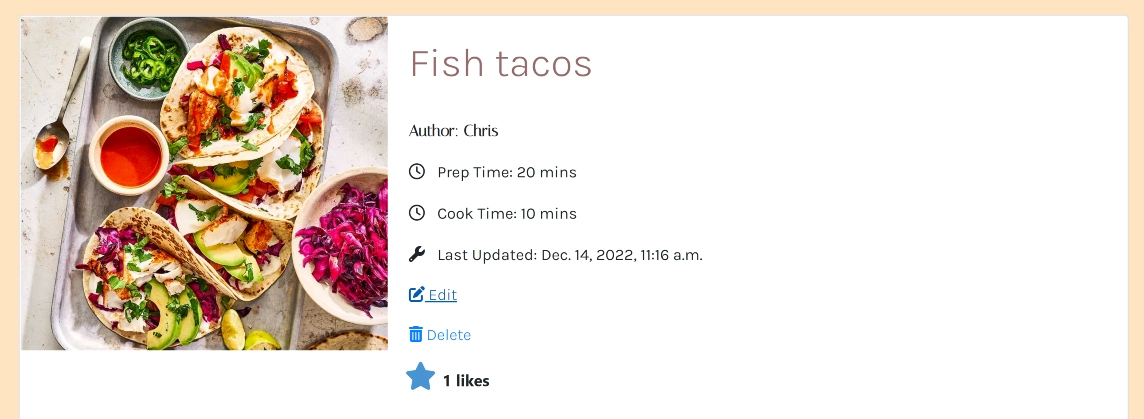 Fish tacos
Author: Chris
Prep Time: 20 mins
Cook Time: 10 mins
Last Updated: Dec. 14, 2022, 11:16 a.m.
Edit
Delete
1 likes